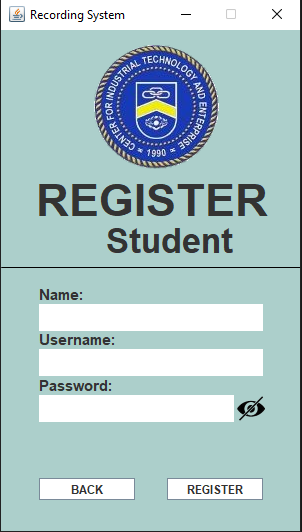 Recording System
CENTER FOR INDUSTRIAL TECHNOLOGY AND ENTERPRISE
1990
REGISTER
Student
Name:
Username:
Password:
BACK
REGISTER